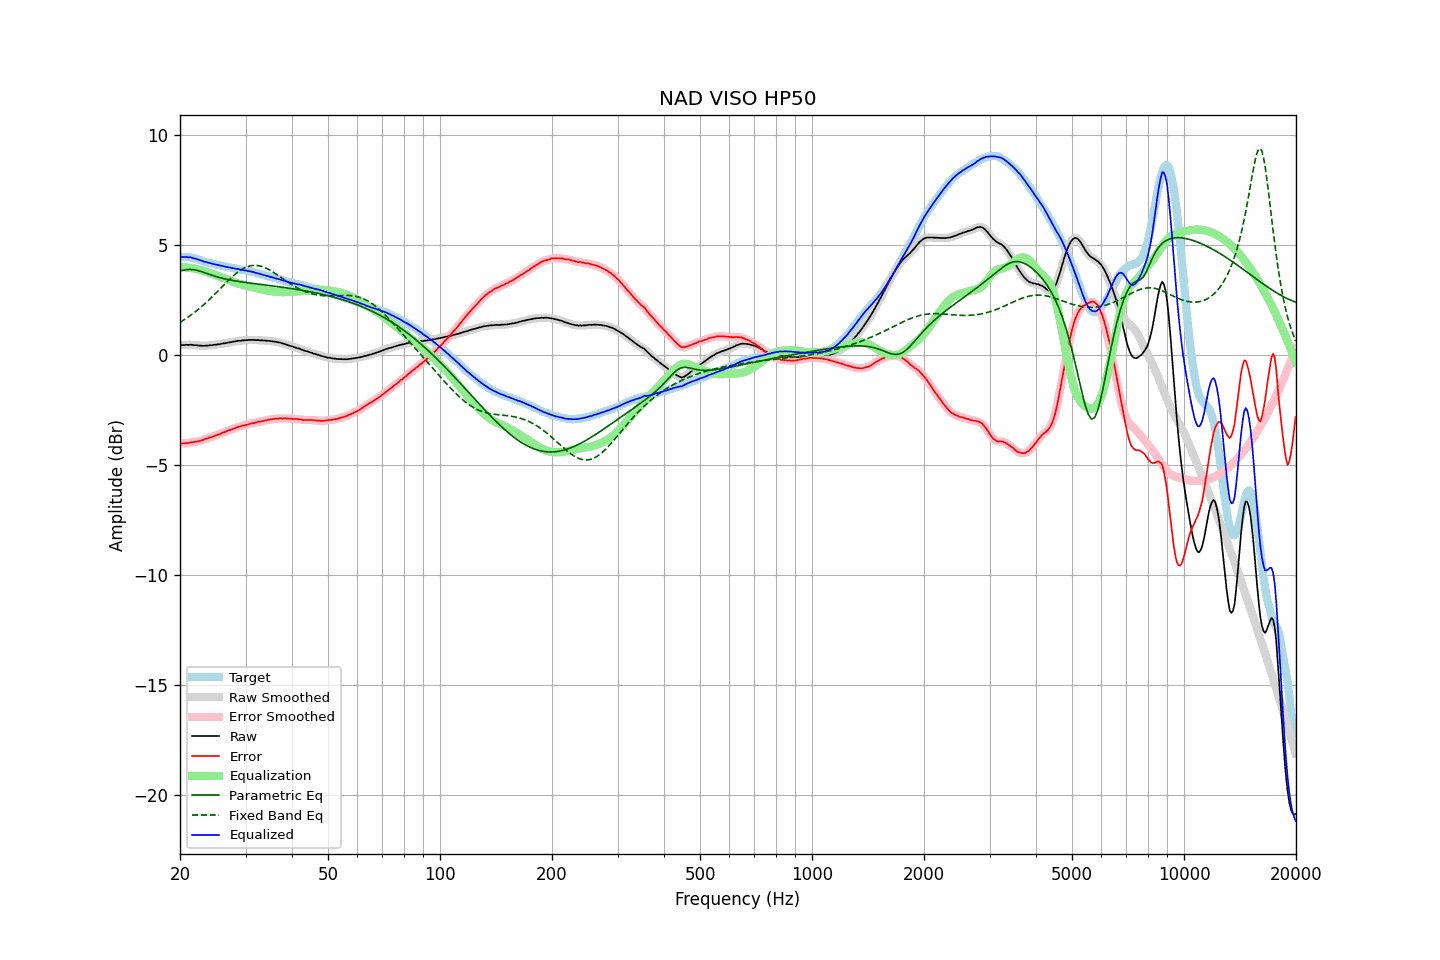 NAD VISO HP50
10
5
0
−5
−10
−15
−20
Amplitude (dBr)
Target
Raw Smoothed
Error Smoothed
Raw
Error
Equalization
Parametric Eq
Fixed Band Eq
Equalized
20 50 100 200 500 1000 2000 5000 10000 20000
Frequency (Hz)